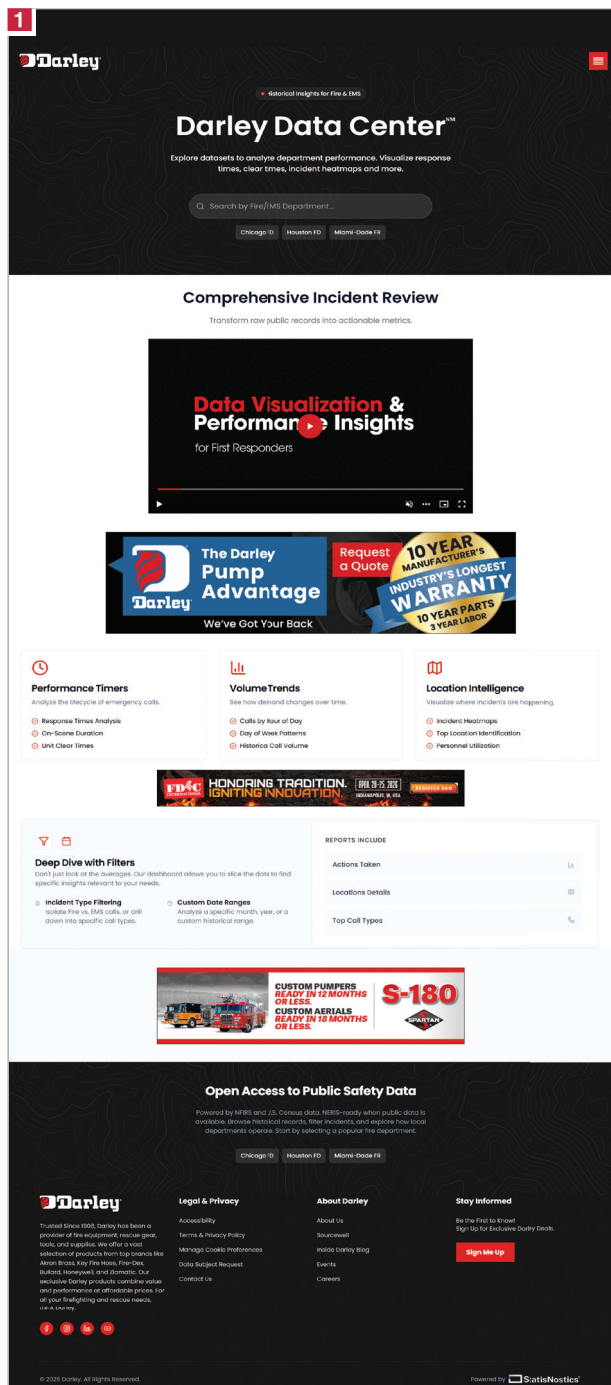 1
Darley
Historical Insights for Fire & EMS
Darley Data Center℠
Explore datasets to analyze department performance. Visualize response
times, clear tmes, incident heatmaps and more.
Search by Fire/EMS Department...
Chicago FD Houston FD Miami-Dade FR
Comprehensive Incident Review
Transform raw public records into actionable metrics.
Data Visualization &
Performance Insights
for First Responders
Darley
The Darley
Pump
Advantage
We've Got Your Back
Request
a Quote
10 YEAR
MANUFACTURER'S
INDUSTRY'S LONGEST
WARRANTY
10 YEAR PARTS
3 YEAR LABOR
Performance Timers
Analyze the lifecycle of emergency calls.
Response Times Analysis
On-Scene Duration
Unit Clear Times
Volume Trends
See how demand changes over time.
Calls by Hour of Day
Day of Week Patterns
Historica Call Volume
Location Intelligence
Visualize where incidents are happening.
Incident Heatmaps
Top Location Identification
Personnel Utilization
FDIC
INTERNATIONAL
HONORING TRADITION.
IGNITING INNOVATION.
APRIL 20-25, 2026
INDIANAPOLIS, IN, USA
REGISTER NOW
Deep Dive with Filters
Don't just look at the averages. Our dashboard allows you to slice the data to find
specific insights relevant to your needs.
Incident Type Filtering
Isolate Fire vs. EMS calls, or drill
down into specific call types.
Custom Date Ranges
Analyze a specific month, year, or a
custom historical range.
REPORTS INCLUDE
Actions Taken
Locations Details
Top Call Types
CUSTOM PUMPERS
READY IN 12 MONTHS
OR LESS.
CUSTOM AERIALS
READY IN 18 MONTHS
OR LESS.
S-180
SPARTAN
Open Access to Public Safety Data
Powered by NFIRS and U.S. Census data. NERIS-ready when public data is
available. Browse historical records, filter incidents, and explore how local
departments operate. Start by selecting a popular fire department.
Chicago FD Houston FD Miami-Dade FR
Darley
Trusted Since 1908, Darley has been a
provider of fire equipment, rescue gear,
tools, and supplies. We offer a vast
selection of products from top brands like
Akron Brass, Key Fire Hose, Fire-Dex,
Bullard, Honeywell, and Ziamatic. Our
exclusive Darley products combine value
and performance at affordable prices. For
all your firefighting and rescue needs,
think Darley.
Legal & Privacy
Accessibility
Terms & Privacy Policy
Manage Cookie Preferences
Data Subject Request
Contact Us
About Darley
About Us
Sourcewell
Inside Darley Blog
Events
Careers
Stay Informed
Be the First to Know!
Sign Up for Exclusive Darley Deals.
Sign Me Up
© 2026 Darley. All Rights Reserved.
Powered by StatisNostics